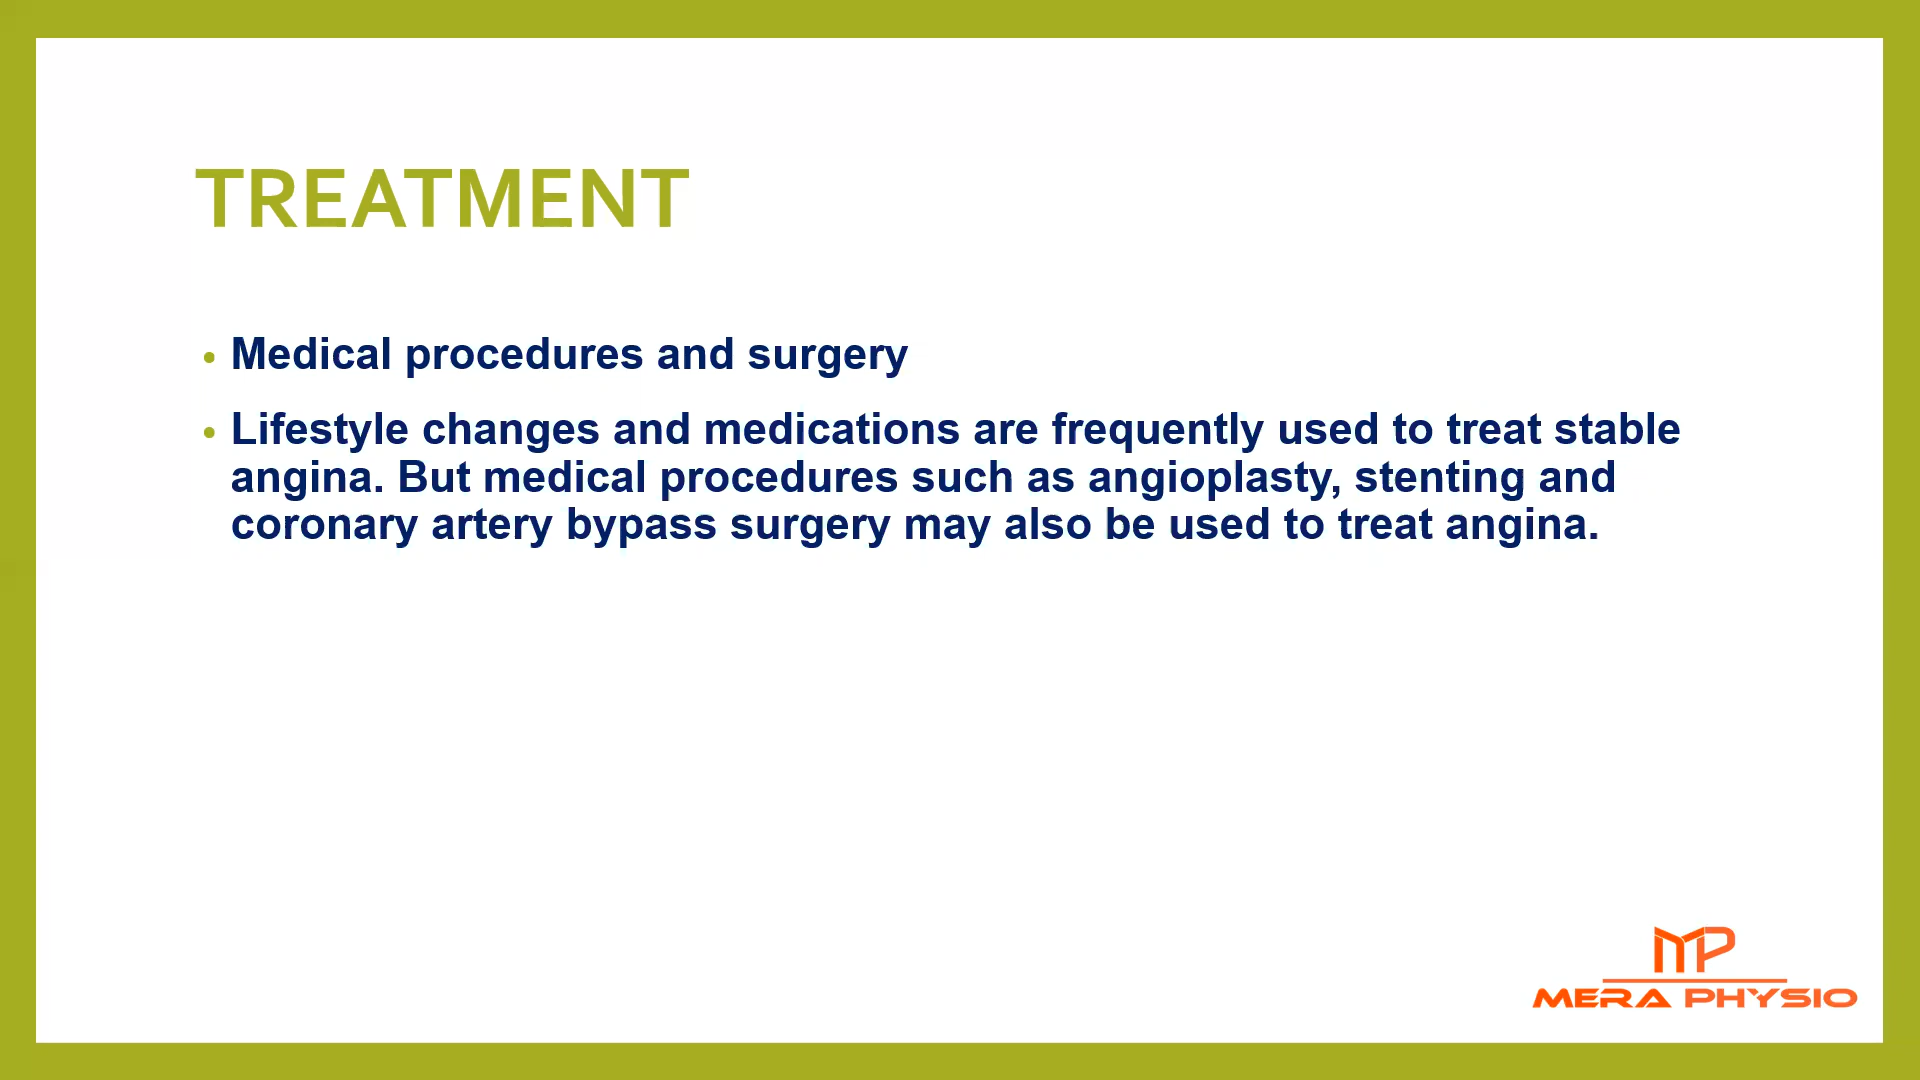 TREATMENT
• Medical procedures and surgery
• Lifestyle changes and medications are frequently used to treat stable
angina. But medical procedures such as angioplasty, stenting and
coronary artery bypass surgery may also be used to treat angina.
MP
MERA PHYSIO